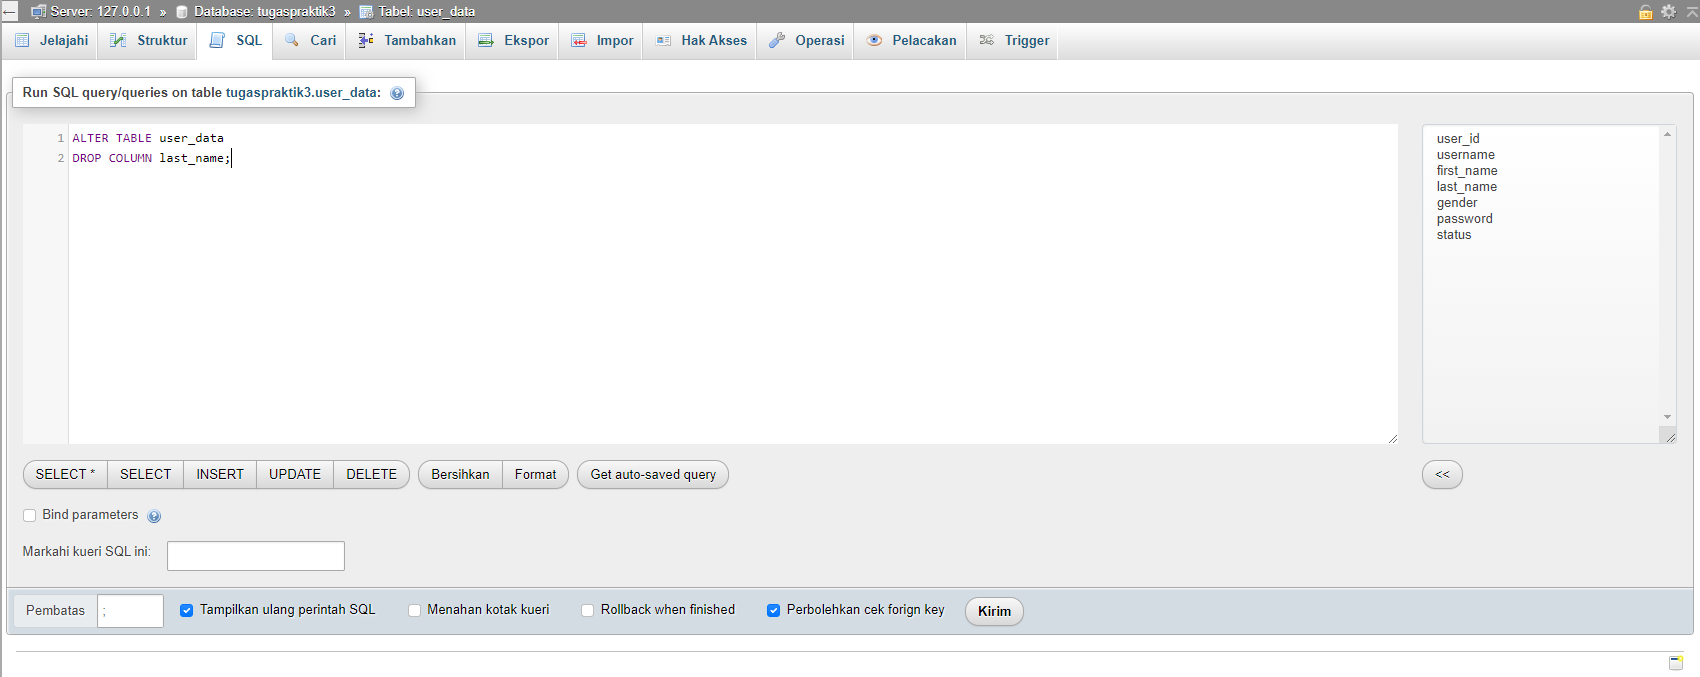 Server: 127.0.0.1 » Database: tugaspraktik3 » Tabel: user_data
Jelajahi Struktur SQL Cari Tambahkan Ekspor Impor Hak Akses Operasi Pelacakan Trigger
Run SQL query/queries on table tugaspraktik3.user_data:
1 ALTER TABLE user_data
2 DROP COLUMN last_name;
user_id
username
first_name
last_name
gender
password
status
SELECT * SELECT INSERT UPDATE DELETE Bersihkan Format Get auto-saved query <<
Bind parameters
Markahi kueri SQL ini:
Pembatas ; Tampilkan ulang perintah SQL Menahan kotak kueri Rollback when finished Perbolehkan cek forign key Kirim